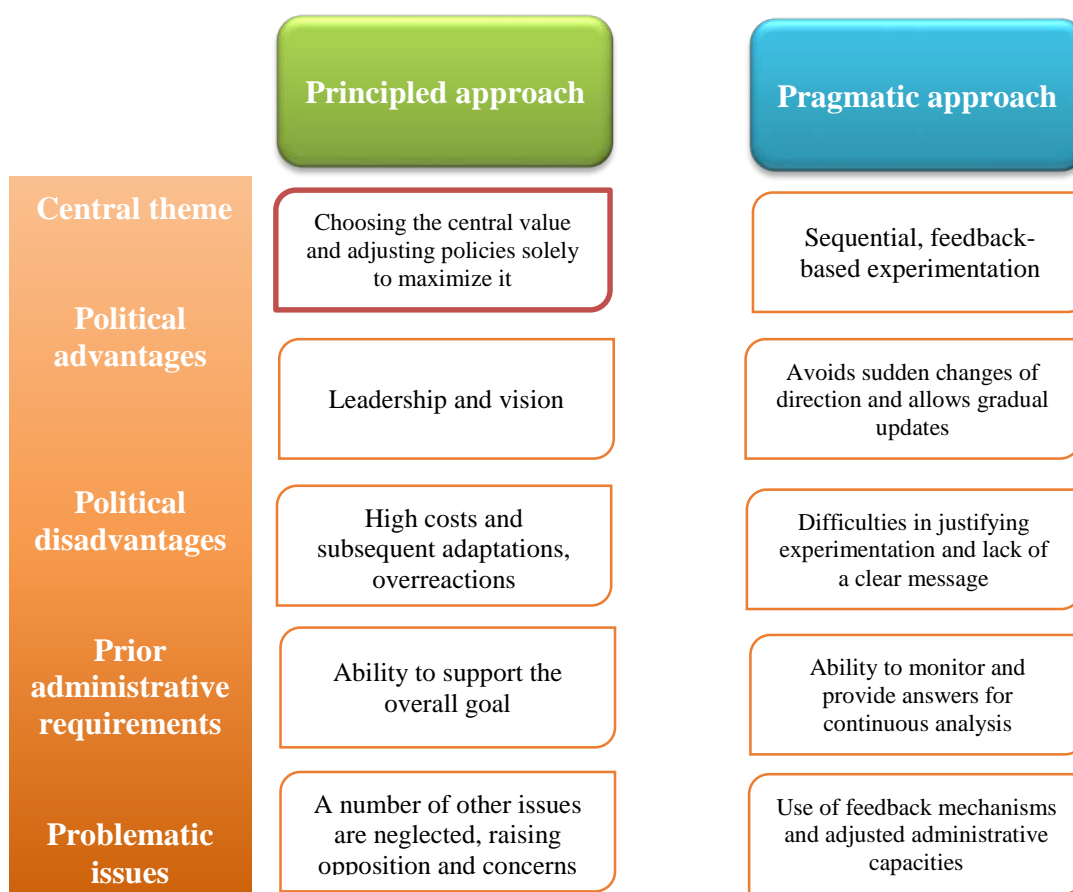 Principled approach
Pragmatic approach
Central theme
Choosing the central value
and adjusting policies solely
to maximize it
Sequential, feedback-
based experimentation
Political
advantages
Leadership and vision
Avoids sudden changes of
direction and allows gradual
updates
Political
disadvantages
High costs and
subsequent adaptations,
overreactions
Difficulties in justifying
experimentation and lack of
a clear message
Prior
administrative
requirements
Ability to support the
overall goal
Ability to monitor and
provide answers for
continuous analysis
Problematic
issues
A number of other issues
are neglected, raising
opposition and concerns
Use of feedback mechanisms
and adjusted administrative
capacities